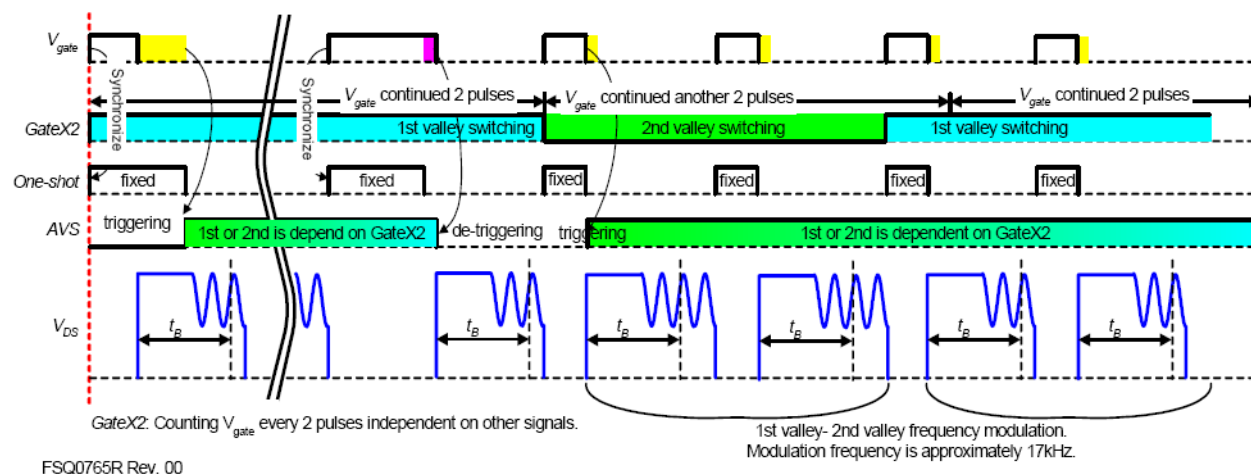 Vgate
Synchronize
Synchronize
Vgate continued 2 pulses
Vgate continued another 2 pulses
Vgate continued 2 pulses
GateX2
1st valley switching
2nd valley switching
1st valley switching
One-shot
fixed
fixed
fixed
fixed
fixed
fixed
AVS
triggering
1st or 2nd is depend on GateX2
de-triggering
triggering
1st or 2nd is dependent on GateX2
VDS
tB
tB
tB
tB
tB
tB
GateX2: Counting Vgate every 2 pulses independent on other signals.
1st valley- 2nd valley frequency modulation.
Modulation frequency is approximately 17kHz.
FSQ0765R Rev. 00